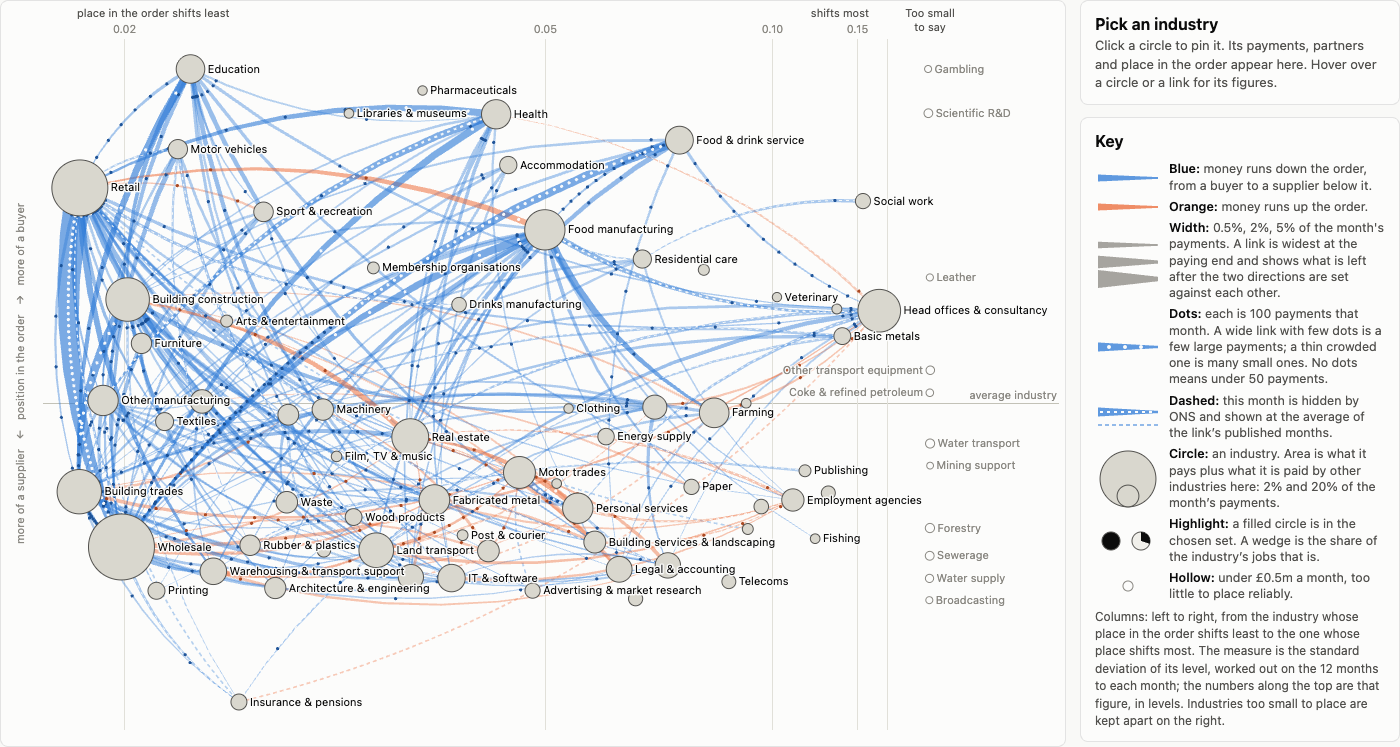 place in the order shifts least
shifts most
Too small
to say
0.02
0.05
0.10
0.15
more of a supplier ← position in the order → more of a buyer
Education
Gambling
Pharmaceuticals
Libraries & museums
Health
Scientific R&D
Food & drink service
Motor vehicles
Accommodation
Retail
Social work
Sport & recreation
Food manufacturing
Residential care
Membership organisations
Leather
Building construction
Veterinary
Drinks manufacturing
Head offices & consultancy
Arts & entertainment
Basic metals
Furniture
Other transport equipment
Coke & refined petroleum
average industry
Other manufacturing
Machinery
Clothing
Farming
Textiles
Real estate
Energy supply
Water transport
Film, TV & music
Motor trades
Publishing
Mining support
Building trades
Paper
Waste
Fabricated metal
Employment agencies
Personal services
Wood products
Forestry
Post & courier
Fishing
Wholesale
Rubber & plastics
Land transport
Building services & landscaping
Sewerage
Warehousing & transport support
IT & software
Legal & accounting
Water supply
Telecoms
Printing
Architecture & engineering
Advertising & market research
Broadcasting
Insurance & pensions
Pick an industry
Click a circle to pin it. Its payments, partners
and place in the order appear here. Hover over
a circle or a link for its figures.
Key
Blue: money runs down the order,
from a buyer to a supplier below it.
Orange: money runs up the order.
Width: 0.5%, 2%, 5% of the month's
payments. A link is widest at the
paying end and shows what is left
after the two directions are set
against each other.
Dots: each is 100 payments that
month. A wide link with few dots is a
few large payments; a thin crowded
one is many small ones. No dots
means under 50 payments.
Dashed: this month is hidden by
ONS and shown at the average of
the link's published months.
Circle: an industry. Area is what it
pays plus what it is paid by other
industries here: 2% and 20% of the
month's payments.
Highlight: a filled circle is in the
chosen set. A wedge is the share of
the industry's jobs that is.
Hollow: under £0.5m a month, too
little to place reliably.
Columns: left to right, from the industry whose
place in the order shifts least to the one whose
place shifts most. The measure is the standard
deviation of its level, worked out on the 12 months
to each month; the numbers along the top are that
figure, in levels. Industries too small to place are
kept apart on the right.